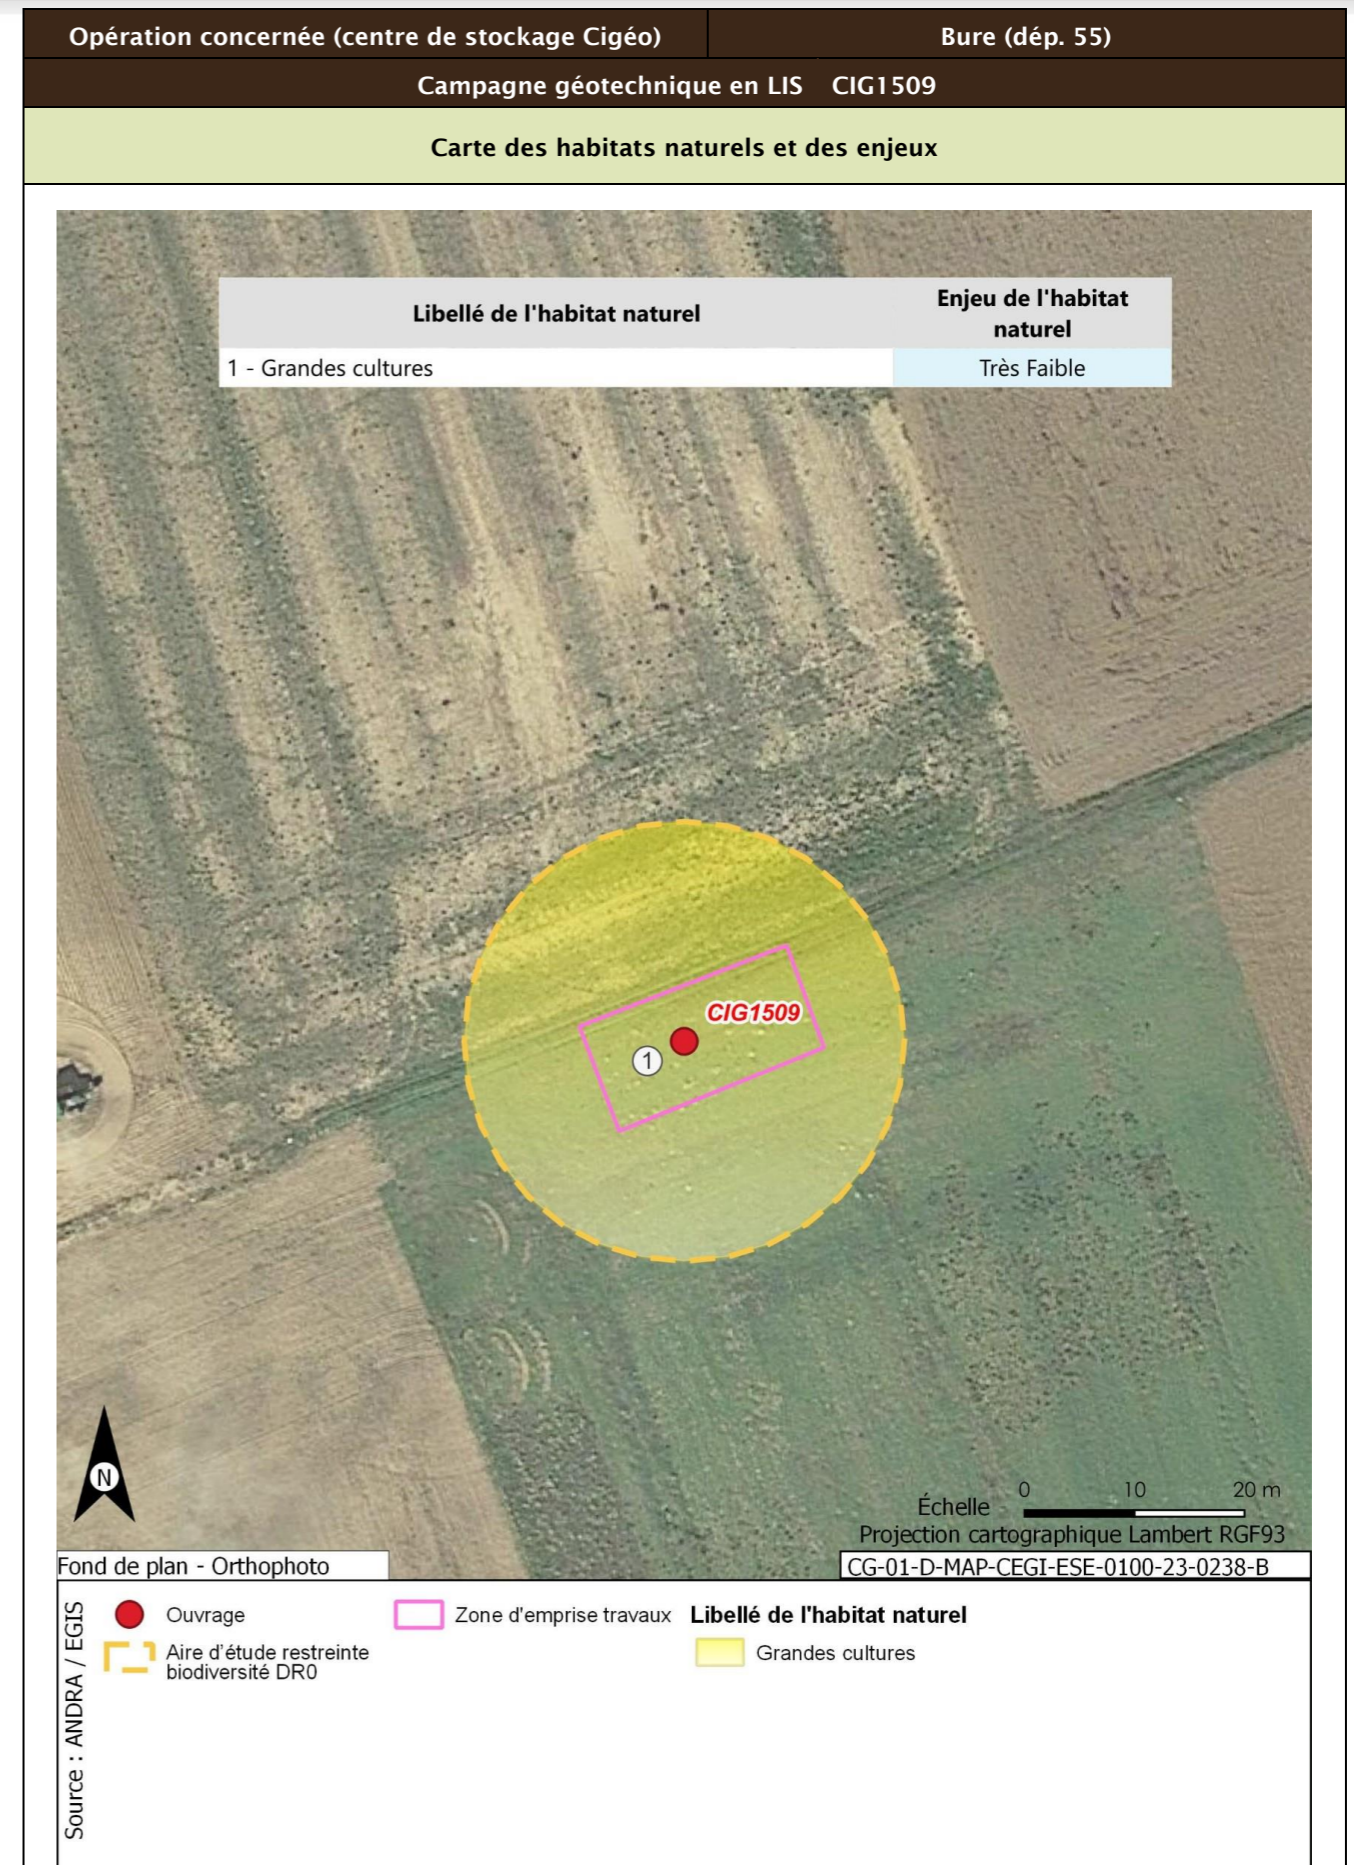 Opération concernée (centre de stockage Cigéo)
Bure (dép. 55)
Campagne géotechnique en LIS CIG1509
Carte des habitats naturels et des enjeux
Libellé de l'habitat naturel
Enjeu de l'habitat
naturel
1 - Grandes cultures
Très Faible
CIG1509
1
N
0 10 20 m
Échelle
Projection cartographique Lambert RGF93
Fond de plan - Orthophoto
CG-01-D-MAP-CEGI-ESE-0100-23-0238-B
Source : ANDRA / EGIS
Ouvrage
Aire d'étude restreinte
biodiversité DR0
Zone d'emprise travaux
Libellé de l'habitat naturel
Grandes cultures